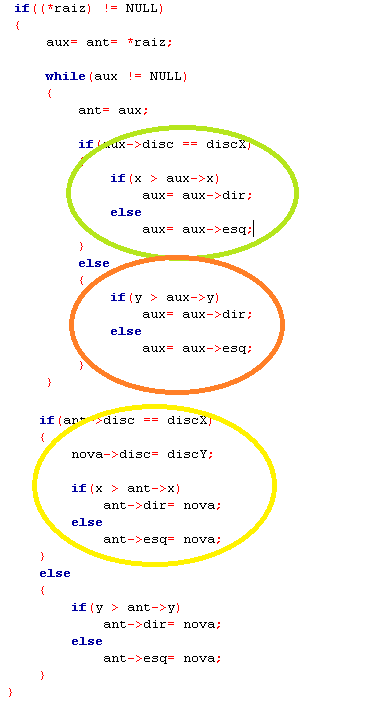 if((*raiz) != NULL)
{
aux= ant= *raiz;
while(aux != NULL)
{
ant= aux;
if(aux->disc == discX)
{
if(x > aux->x)
aux= aux->dir;
else
aux= aux->esq;
}
else
{
if(y > aux->y)
aux= aux->dir;
else
aux= aux->esq;
}
}
if(ant->disc == discX)
{
nova->disc= discY;
if(x > ant->x)
ant->dir= nova;
else
ant->esq= nova;
}
else
{
if(y > ant->y)
ant->dir= nova;
else
ant->esq= nova;
}
}